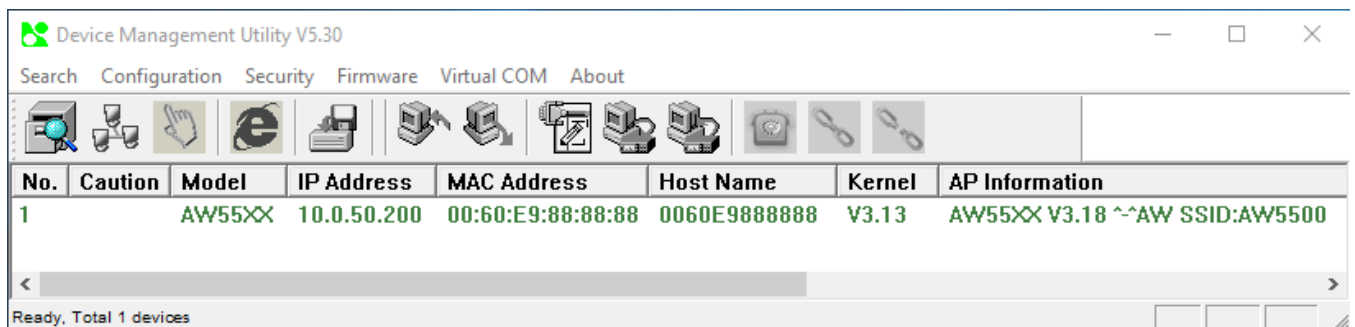 Device Management Utility V5.30
Search Configuration Security Firmware Virtual COM About
No. Caution Model IP Address MAC Address Host Name Kernel AP Information
1 AW55XX 10.0.50.200 00:60:E9:88:88:88 0060E9888888 V3.13 AW55XX V3.18 ^-^AW SSID:AW5500
Ready, Total 1 devices